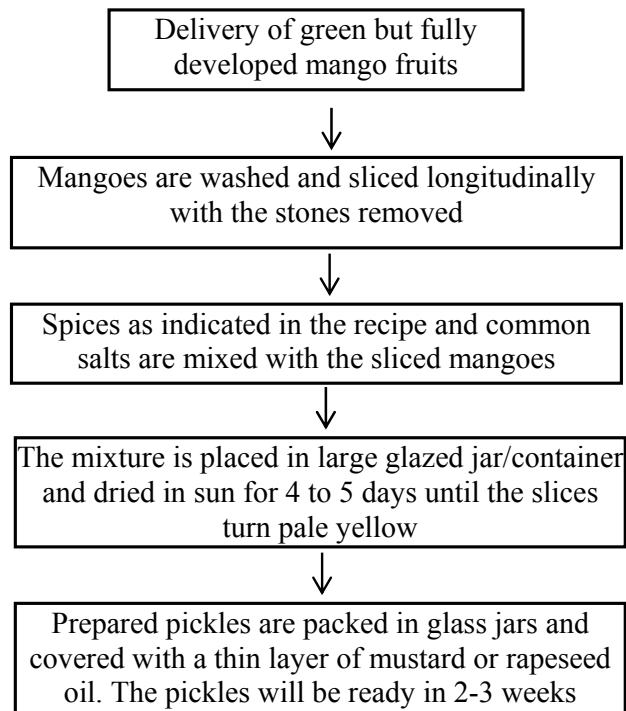 Delivery of green but fully
developed mango fruits
Mangoes are washed and sliced longitudinally
with the stones removed
Spices as indicated in the recipe and common
salts are mixed with the sliced mangoes
The mixture is placed in large glazed jar/container
and dried in sun for 4 to 5 days until the slices
turn pale yellow
Prepared pickles are packed in glass jars and
covered with a thin layer of mustard or rapeseed
oil. The pickles will be ready in 2-3 weeks